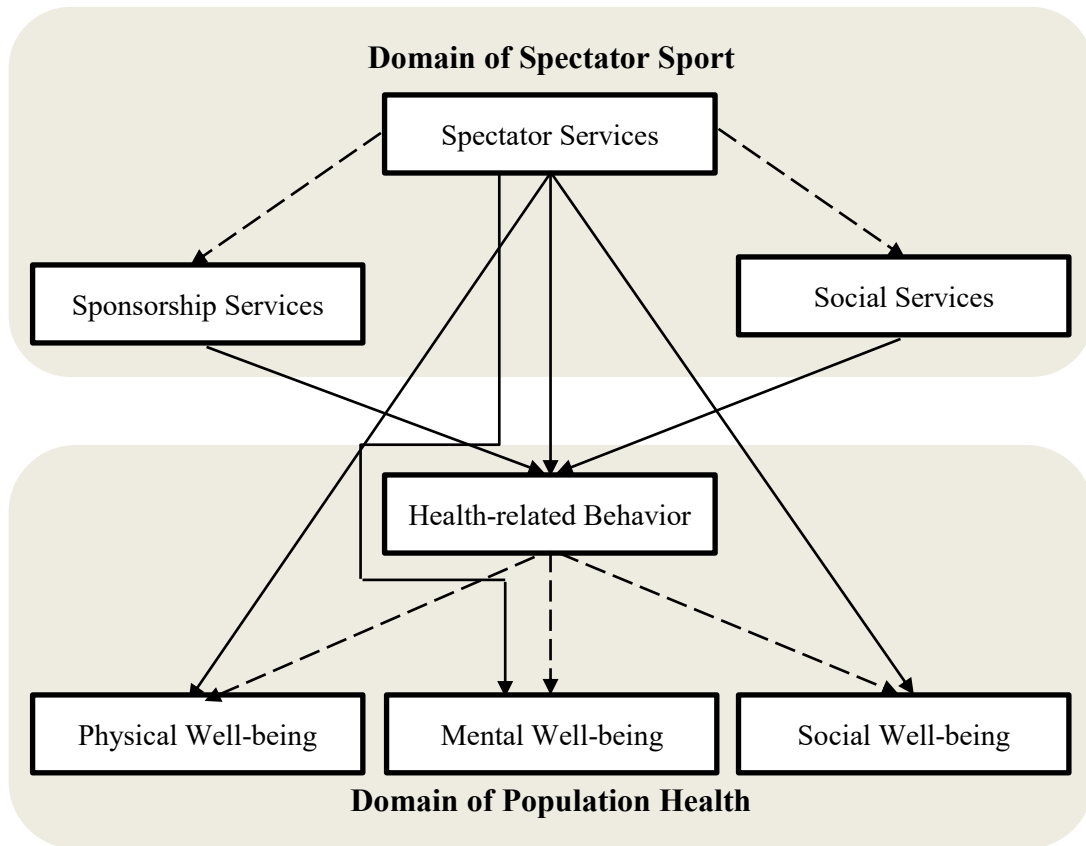 Domain of Spectator Sport
Spectator Services
Sponsorship Services
Social Services
Health-related Behavior
Physical Well-being
Mental Well-being
Social Well-being
Domain of Population Health